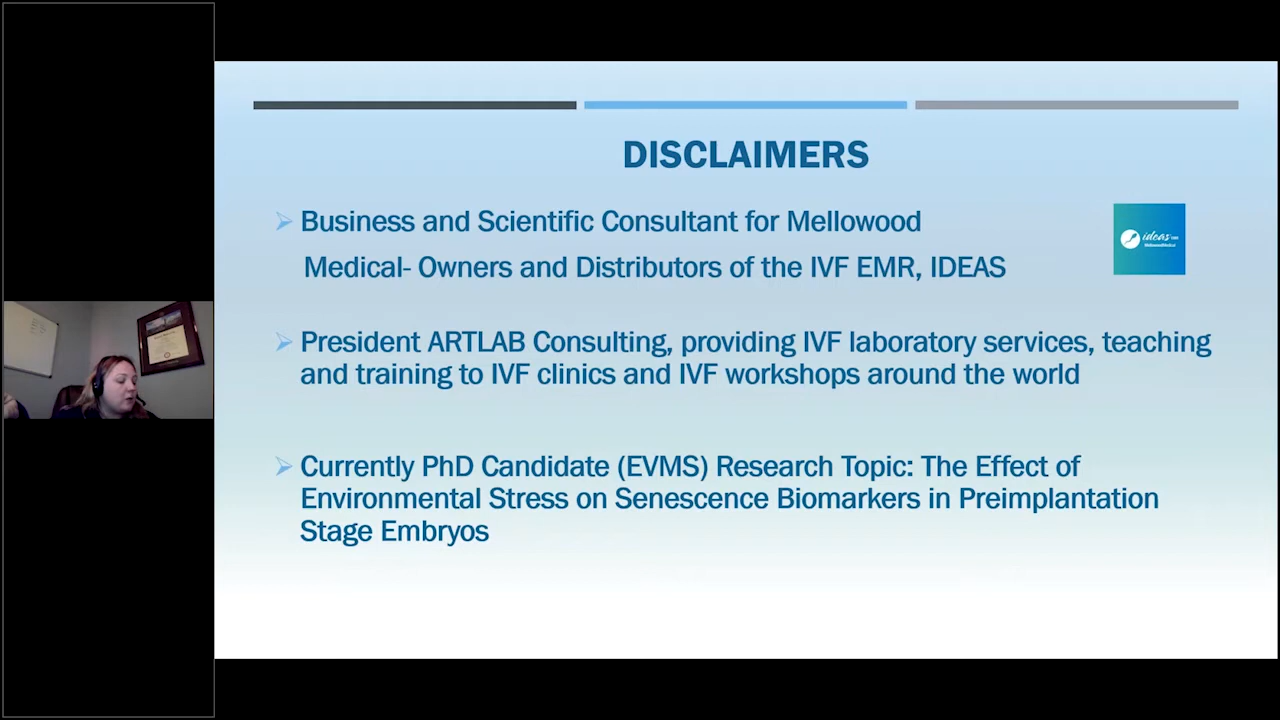 DISCLAIMERS
Business and Scientific Consultant for Mellowood
Medical- Owners and Distributors of the IVF EMR, IDEAS
ideas
MellowoodMedical
President ARTLAB Consulting, providing IVF laboratory services, teaching
and training to IVF clinics and IVF workshops around the world
Currently PhD Candidate (EVMS) Research Topic: The Effect of
Environmental Stress on Senescence Biomarkers in Preimplantation
Stage Embryos